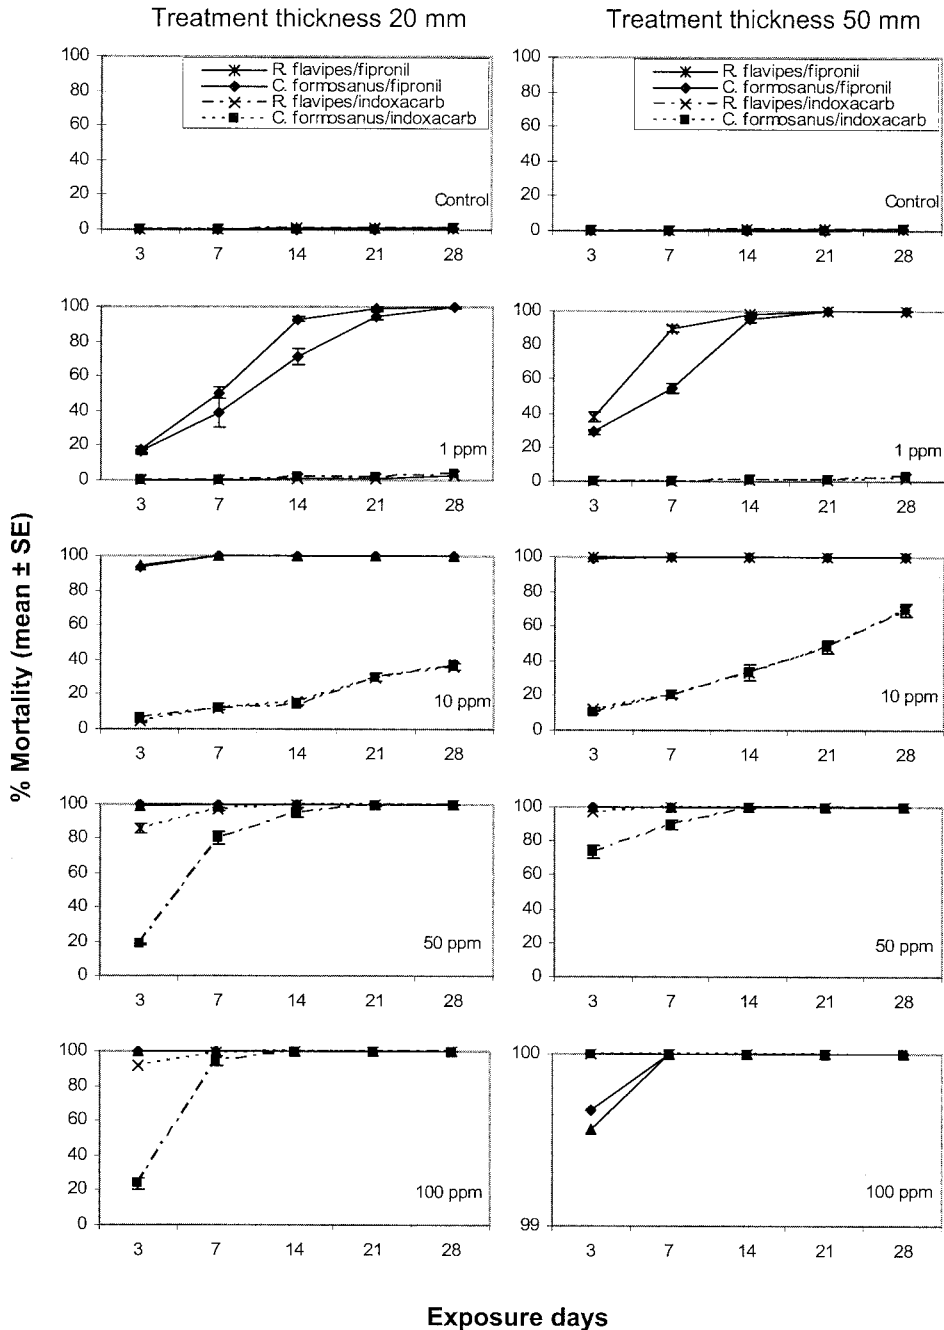 Treatment thickness 20 mm
Treatment thickness 50 mm
% Mortality (mean ± SE)
100
80
60
40
20
0
R. flavipes/fipronil
C. formosanus/fipronil
R. flavipes/indoxacarb
C. formosanus/indoxacarb
Control
3 7 14 21 28
100
80
60
40
20
0
R. flavipes/fipronil
C. formosanus/fipronil
R. flavipes/indoxacarb
C. formosanus/indoxacarb
Control
3 7 14 21 28
100
80
60
40
20
0
1 ppm
3 7 14 21 28
100
80
60
40
20
0
1 ppm
3 7 14 21 28
100
80
60
40
20
0
10 ppm
3 7 14 21 28
100
80
60
40
20
0
10 ppm
3 7 14 21 28
100
80
60
40
20
0
50 ppm
3 7 14 21 28
100
80
60
40
20
0
50 ppm
3 7 14 21 28
100
80
60
40
20
0
100 ppm
3 7 14 21 28
100
99
100 ppm
3 7 14 21 28
Exposure days